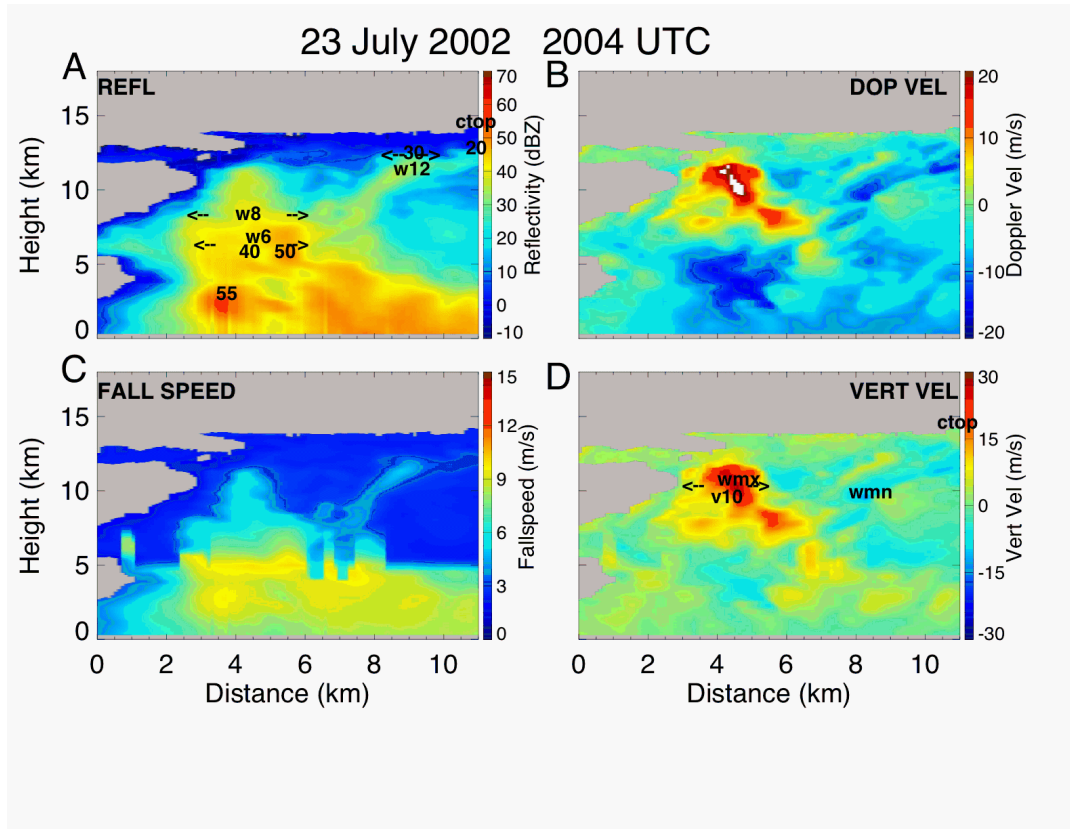 23 July 2002 2004 UTC
A
REFL
15
10
5
0
Height (km)
ctop
20
<--30-->
w12
<-- w8 -->
w6
<-- -->
40 50
55
70
60
50
40
30
20
10
0
-10
Reflectivity (dBZ)
B
DOP VEL
20
10
0
-10
-20
Doppler Vel (m/s)
C
FALL SPEED
15
10
5
0
Height (km)
0 2 4 6 8 10
Distance (km)
15
12
9
6
3
0
Fallspeed (m/s)
D
VERT VEL
ctop
<-- wmx -->
v10
wmn
0 2 4 6 8 10
Distance (km)
30
15
0
-15
-30
Vert Vel (m/s)